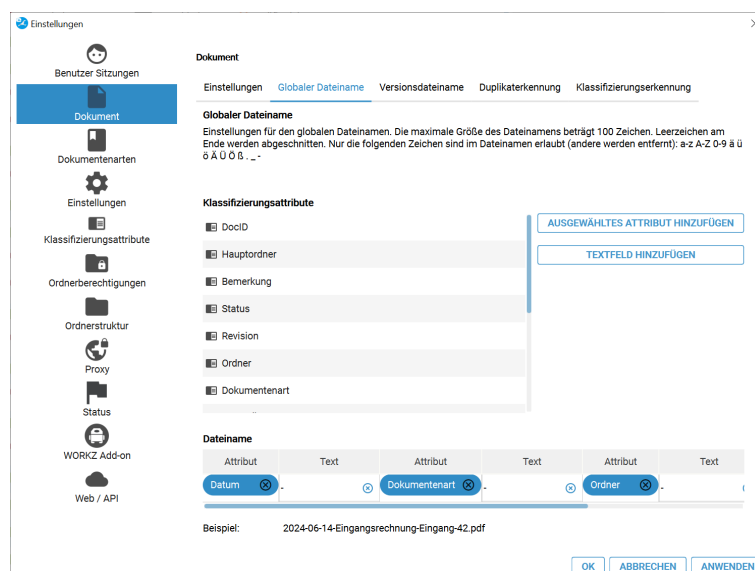 Einstellungen
Benutzer Sitzungen
Dokument
Dokumentenarten
Einstellungen
Klassifizierungsattribute
Ordnerberechtigungen
Ordnerstruktur
Proxy
Status
WORKZ Add-on
Web / API
Dokument
Einstellungen Globaler Dateiname Versionsdateiname Duplikaterkennung Klassifizierungserkennung
Globaler Dateiname
Einstellungen für den globalen Dateinamen. Die maximale Größe des Dateinamens beträgt 100 Zeichen. Leerzeichen am
Ende werden abgeschnitten. Nur die folgenden Zeichen sind im Dateinamen erlaubt (andere werden entfernt): a-z A-Z 0-9 ä ü
ö Ä Ü Ö ß . _ -
Klassifizierungsattribute
DocID
Hauptordner
Bemerkung
Status
Revision
Ordner
Dokumentenart
AUSGEWÄHLTES ATTRIBUT HINZUFÜGEN
TEXTFELD HINZUFÜGEN
Dateiname
Attribut Text Attribut Text Attribut Text
Datum - Dokumentenart - Ordner -
Beispiel: 2024-06-14-Eingangsrechnung-Eingang-42.pdf
OK ABBRECHEN ANWENDEN